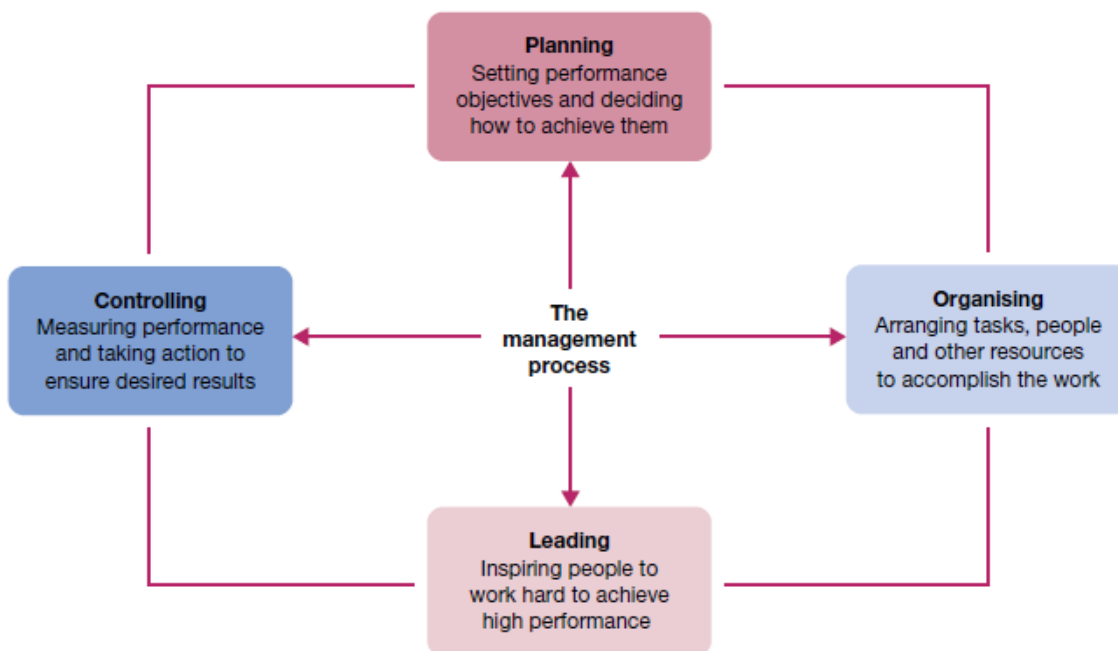 Planning
Setting performance
objectives and deciding
how to achieve them
Controlling
Measuring performance
and taking action to
ensure desired results
The
management
process
Organising
Arranging tasks, people
and other resources
to accomplish the work
Leading
Inspiring people to
work hard to achieve
high performance